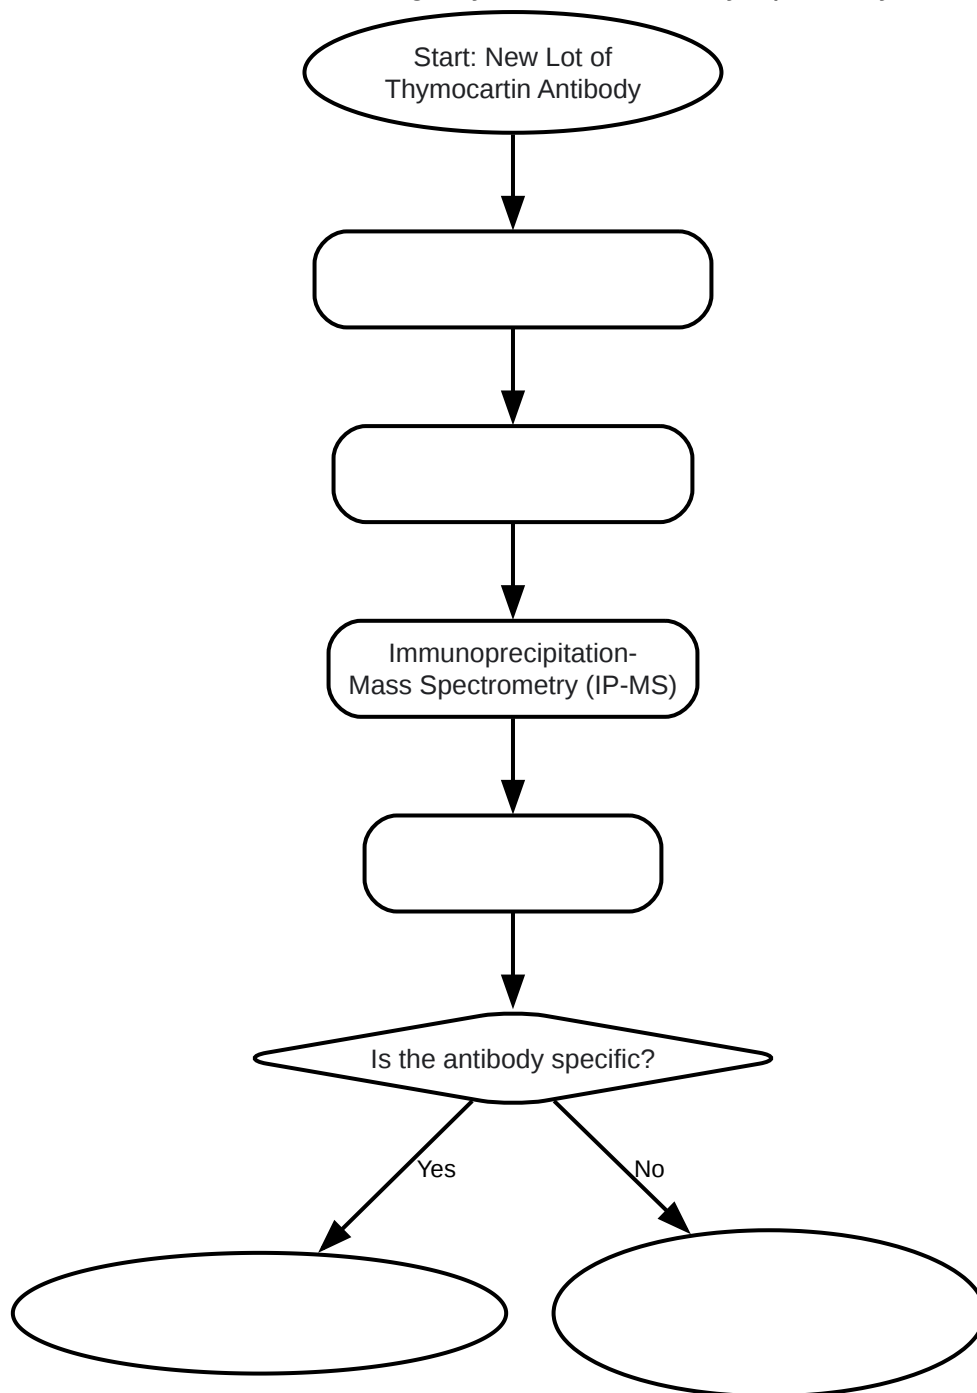 Start: New Lot of
Thymocartin Antibody
Immunoprecipitation-
Mass Spectrometry (IP-MS)
Is the antibody specific?
Yes
No